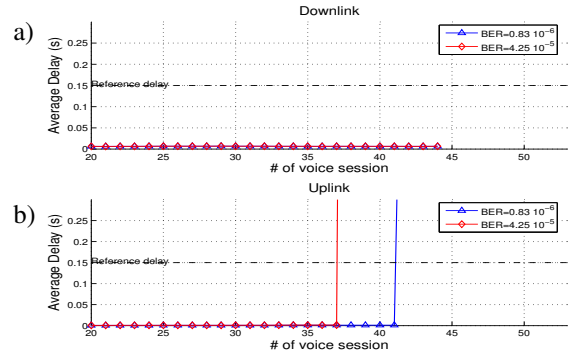 Downlink
a)
BER=0.83 10⁻⁶
BER=4.25 10⁻⁵
Average Delay (s)
0.25
0.2
Reference delay
0.15
0.1
0.05
0
20 25 30 35 40 45 50
# of voice session
Uplink
b)
BER=0.83 10⁻⁶
BER=4.25 10⁻⁵
Average Delay (s)
0.25
0.2
Reference delay
0.15
0.1
0.05
0
20 25 30 35 40 45 50
# of voice session